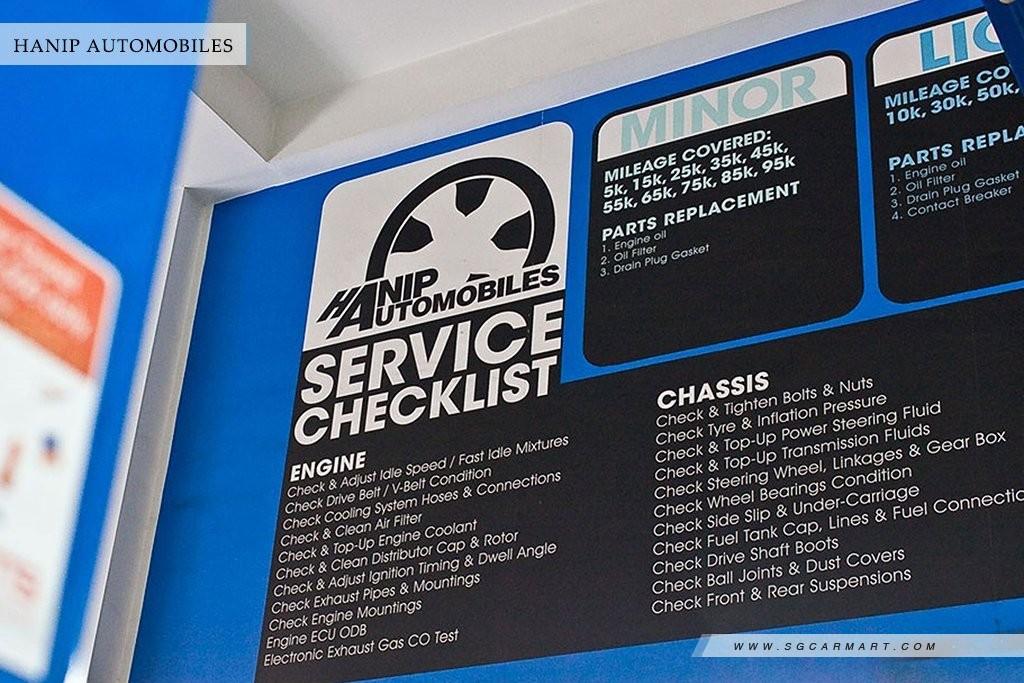 HANIP AUTOMOBILES
HANIP
AUTOMOBILES
SERVICE
CHECKLIST
ENGINE
Check & Adjust Idle Speed / Fast Idle Mixtures
Check Drive Belt / V-Belt Condition
Check Cooling System Hoses & Connections
Check & Clean Air Filter
Check & Top-Up Engine Coolant
Check & Clean Distributor Cap & Rotor
Check & Adjust Ignition Timing & Dwell Angle
Check Exhaust Pipes & Mountings
Check Engine Mountings
Engine ECU ODB
Electronic Exhaust Gas CO Test
MINOR
MILEAGE COVERED:
5k, 15k, 25k, 35k, 45k,
55k, 65k, 75k, 85k, 95k
PARTS REPLACEMENT
1. Engine oil
2. Oil Filter
3. Drain Plug Gasket
MILEAGE
10k, 30k, 50k,
PARTS
1. Engine oil
2. Oil Filter
3. Drain Plug Gasket
4. Contact Breaker
CHASSIS
Check & Tighten Bolts & Nuts
Check Tyre & Inflation Pressure
Check & Top-Up Power Steering Fluid
Check & Top-Up Transmission Fluids
Check Steering Wheel, Linkages & Gear Box
Check Wheel Bearings Condition
Check Side Slip & Under-Carriage
Check Fuel Tank Cap, Lines & Fuel
Check Drive Shaft Boots
Check Ball Joints & Dust Covers
Check Front & Rear Suspensions
WWW.SGCARMART.COM